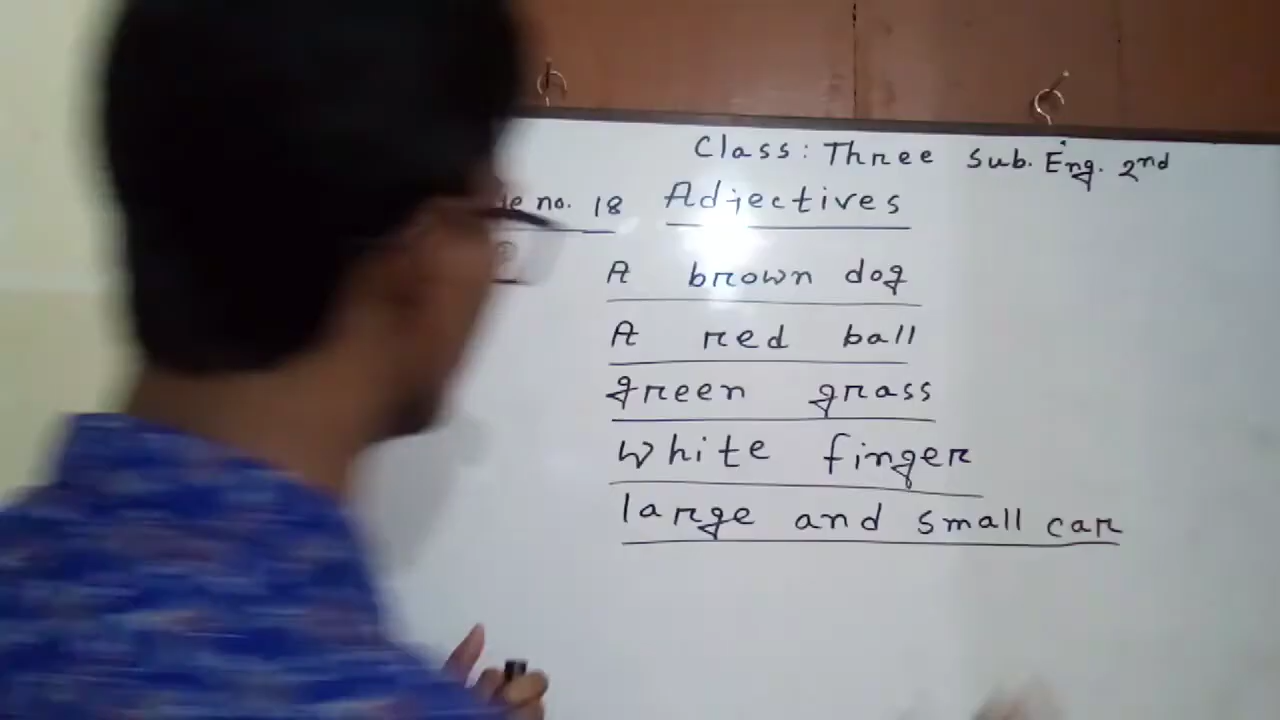 Class: Three Sub. Eng. 2nd
no. 18 Adjectives
A brown dog
A red ball
green grass
White finger
large and small car